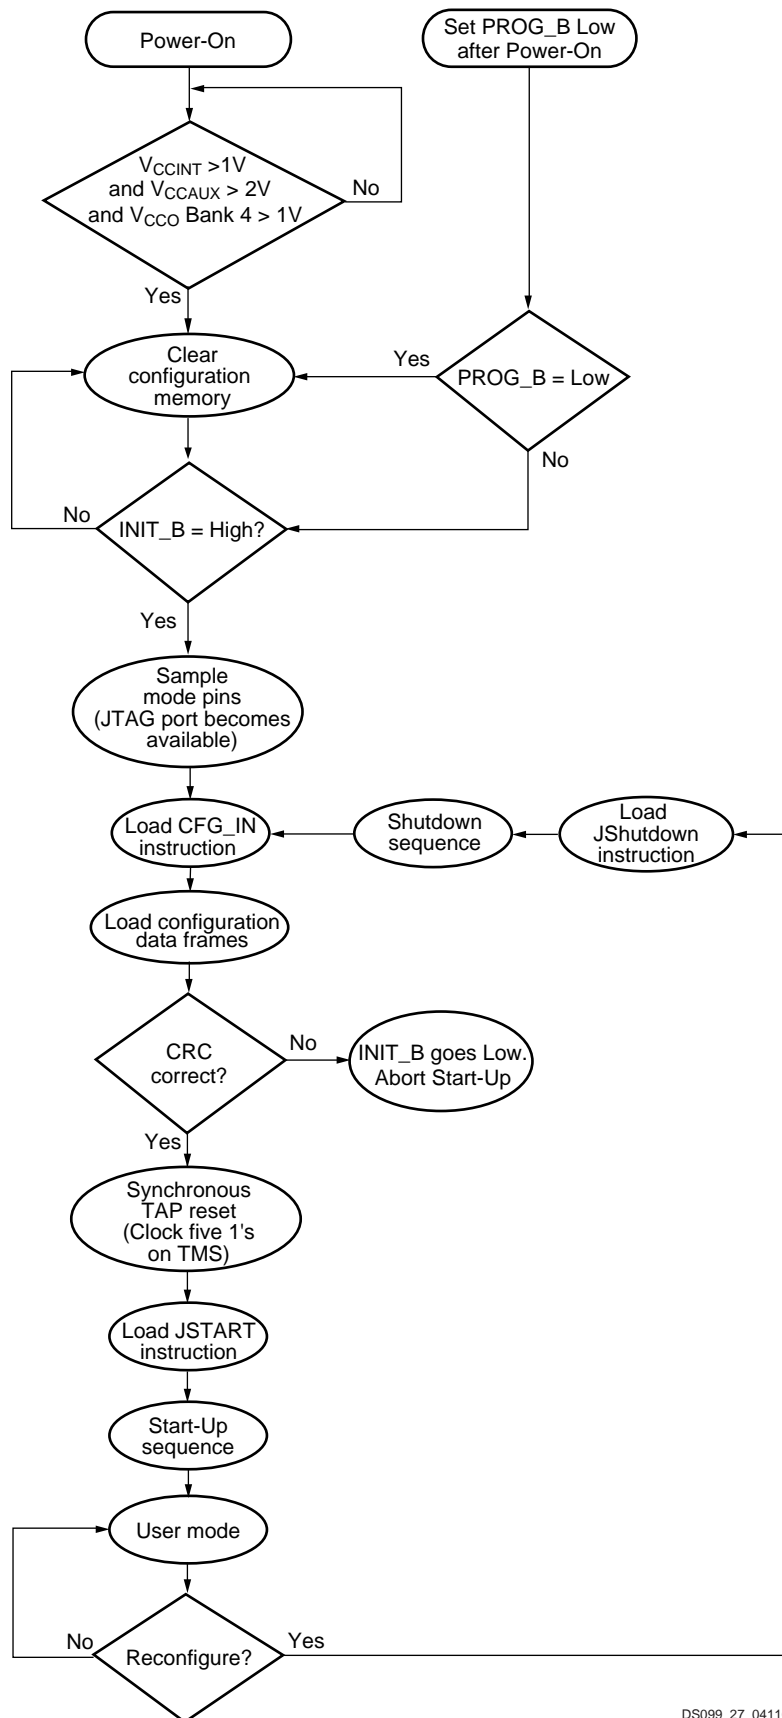 Power-On
Set PROG_B Low
after Power-On
VCCINT >1V
and VCCAUX > 2V
and VCCO Bank 4 > 1V
No
Yes
Clear
configuration
memory
Yes
PROG_B = Low
No
No
INIT_B = High?
Yes
Sample
mode pins
(JTAG port becomes
available)
Load CFG_IN
instruction
Shutdown
sequence
Load
JShutdown
instruction
Load configuration
data frames
CRC
correct?
No
INIT_B goes Low.
Abort Start-Up
Yes
Synchronous
TAP reset
(Clock five 1's
on TMS)
Load JSTART
instruction
Start-Up
sequence
User mode
No
Reconfigure?
Yes
DS099_27_0411